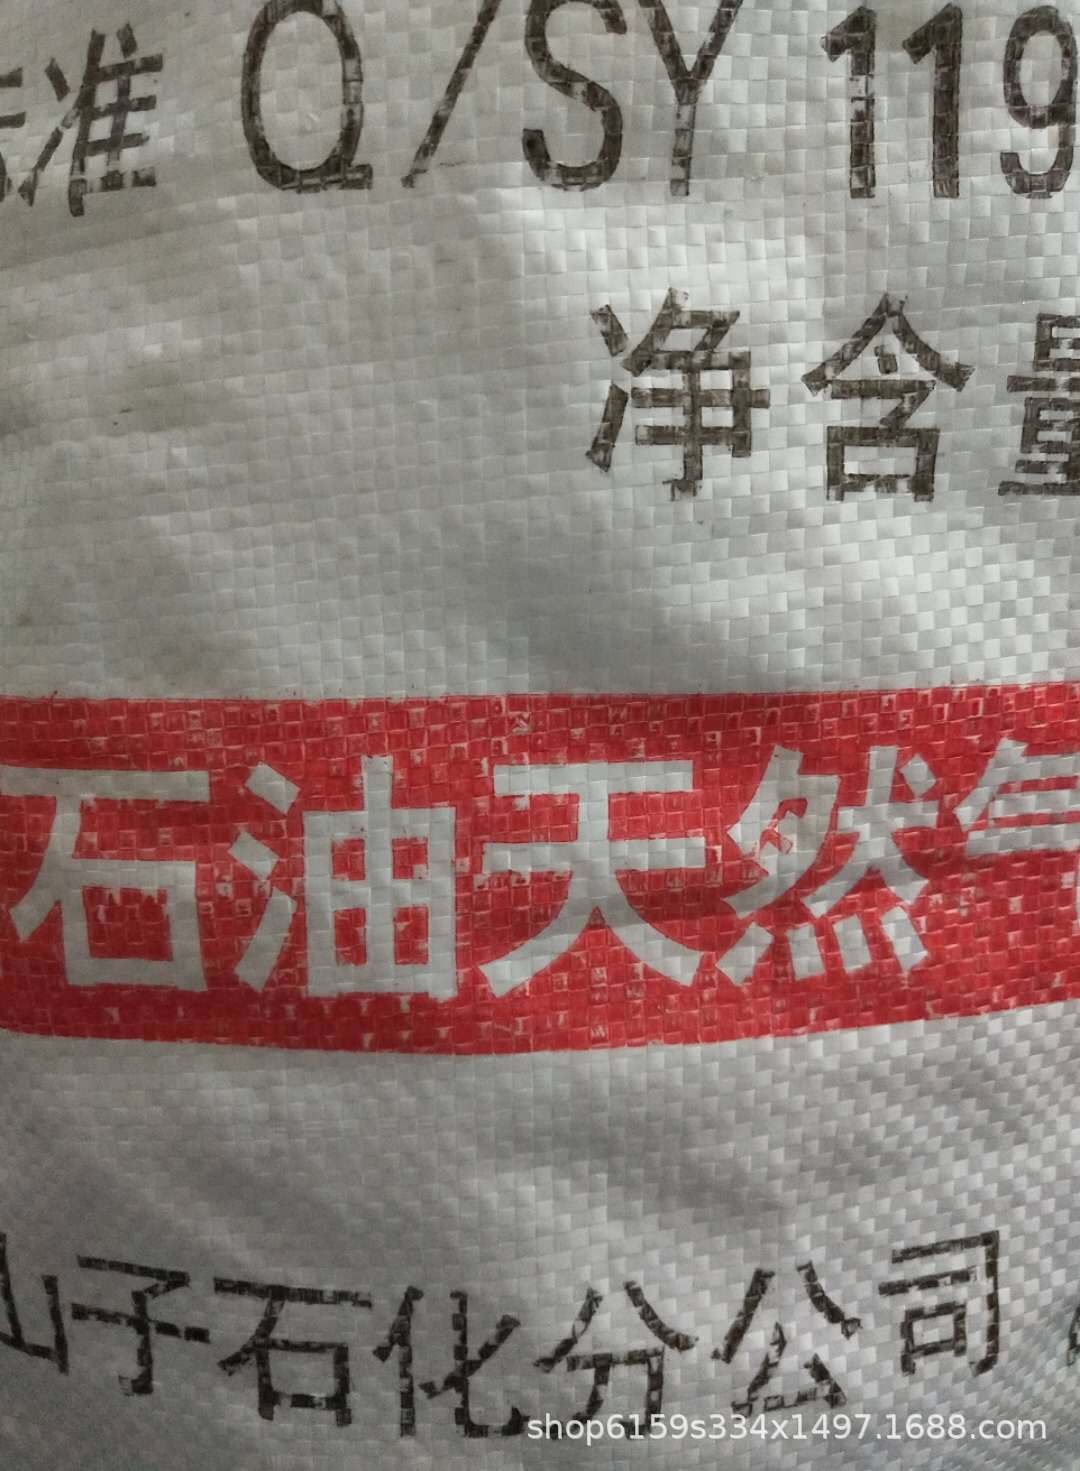 准 Q/SY 119
净含量
石油天然气
山子石化分公司
shop6159s334x1497.1688.com